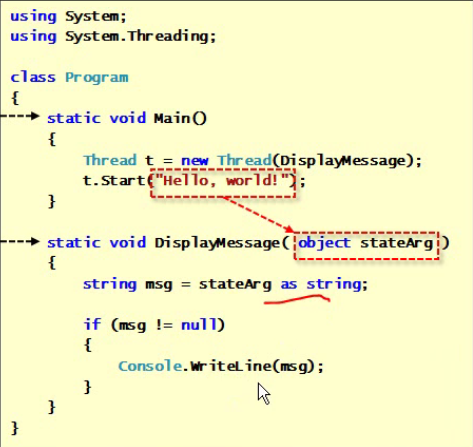 using System;
using System.Threading;
class Program
{
static void Main()
{
Thread t = new Thread(DisplayMessage);
t.Start("Hello, world!");
}
static void DisplayMessage( object stateArg )
{
string msg = stateArg as string;
if (msg != null)
{
Console.WriteLine(msg);
}
}
}